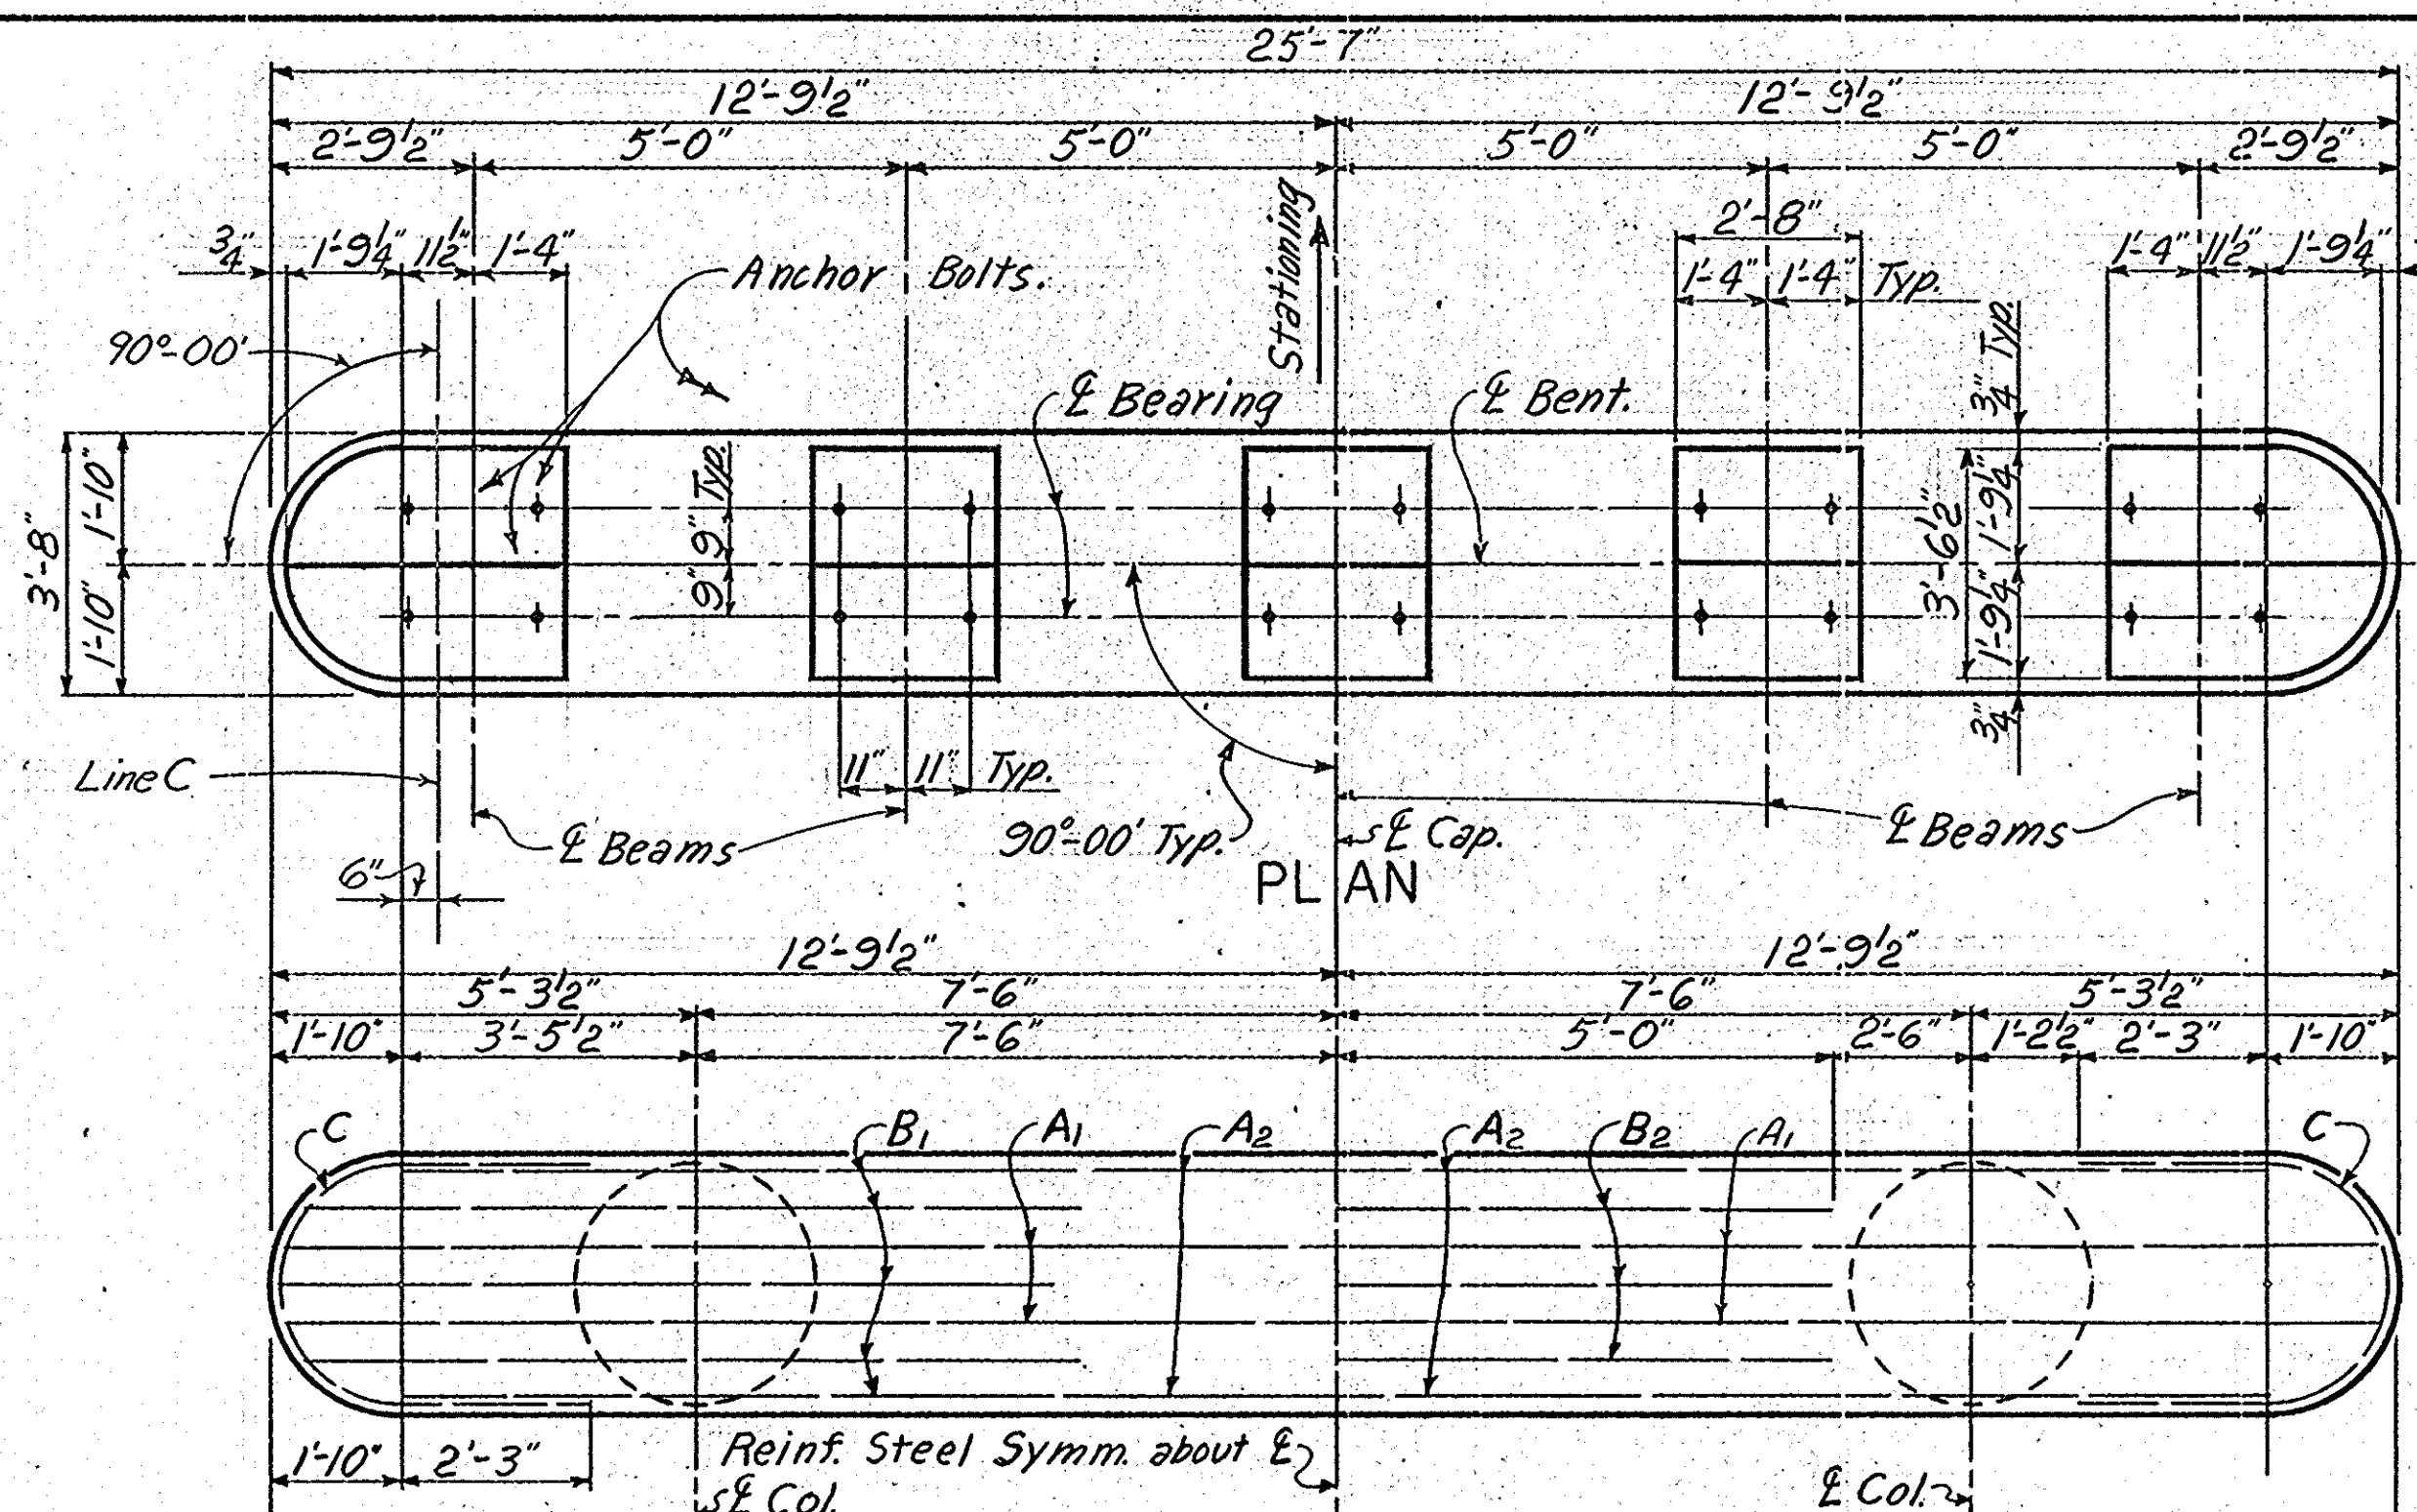 25'-7"
12'-9½" 12'-9½"
2'-9½" 5'-0" 5'-0" 5'-0" 5'-0" 2'-9½"
2'-8"
¾" 1'-9¼" 11½" 1'-4" 1'-4" 11½" 1'-9¼"
Anchor Bolts.
Stationing
1'-4" 1'-4" Typ.
¾" Typ.
90°-00'
℄ Bearing ℄ Bent.
3'-8" 1'-10" 1'-10"
9" 9" Typ.
3'-6½" 1'-9¼" 1'-9¼"
¾"
Line C
11" 11" Typ.
℄ Beams 90°-00' Typ. ℄ Cap. ℄ Beams
6"
PLAN
12'-9½" 12'-9½"
5'-3½" 7'-6" 7'-6" 5'-3½"
1'-10" 3'-5½" 7'-6" 5'-0" 2'-6" 1'-2½" 2'-3" 1'-10"
C B1 A1 A2 A2 B2 A1 C
1'-10" 2'-3" Reinf. Steel Symm. about ℄
℄ Col. ℄ Col.